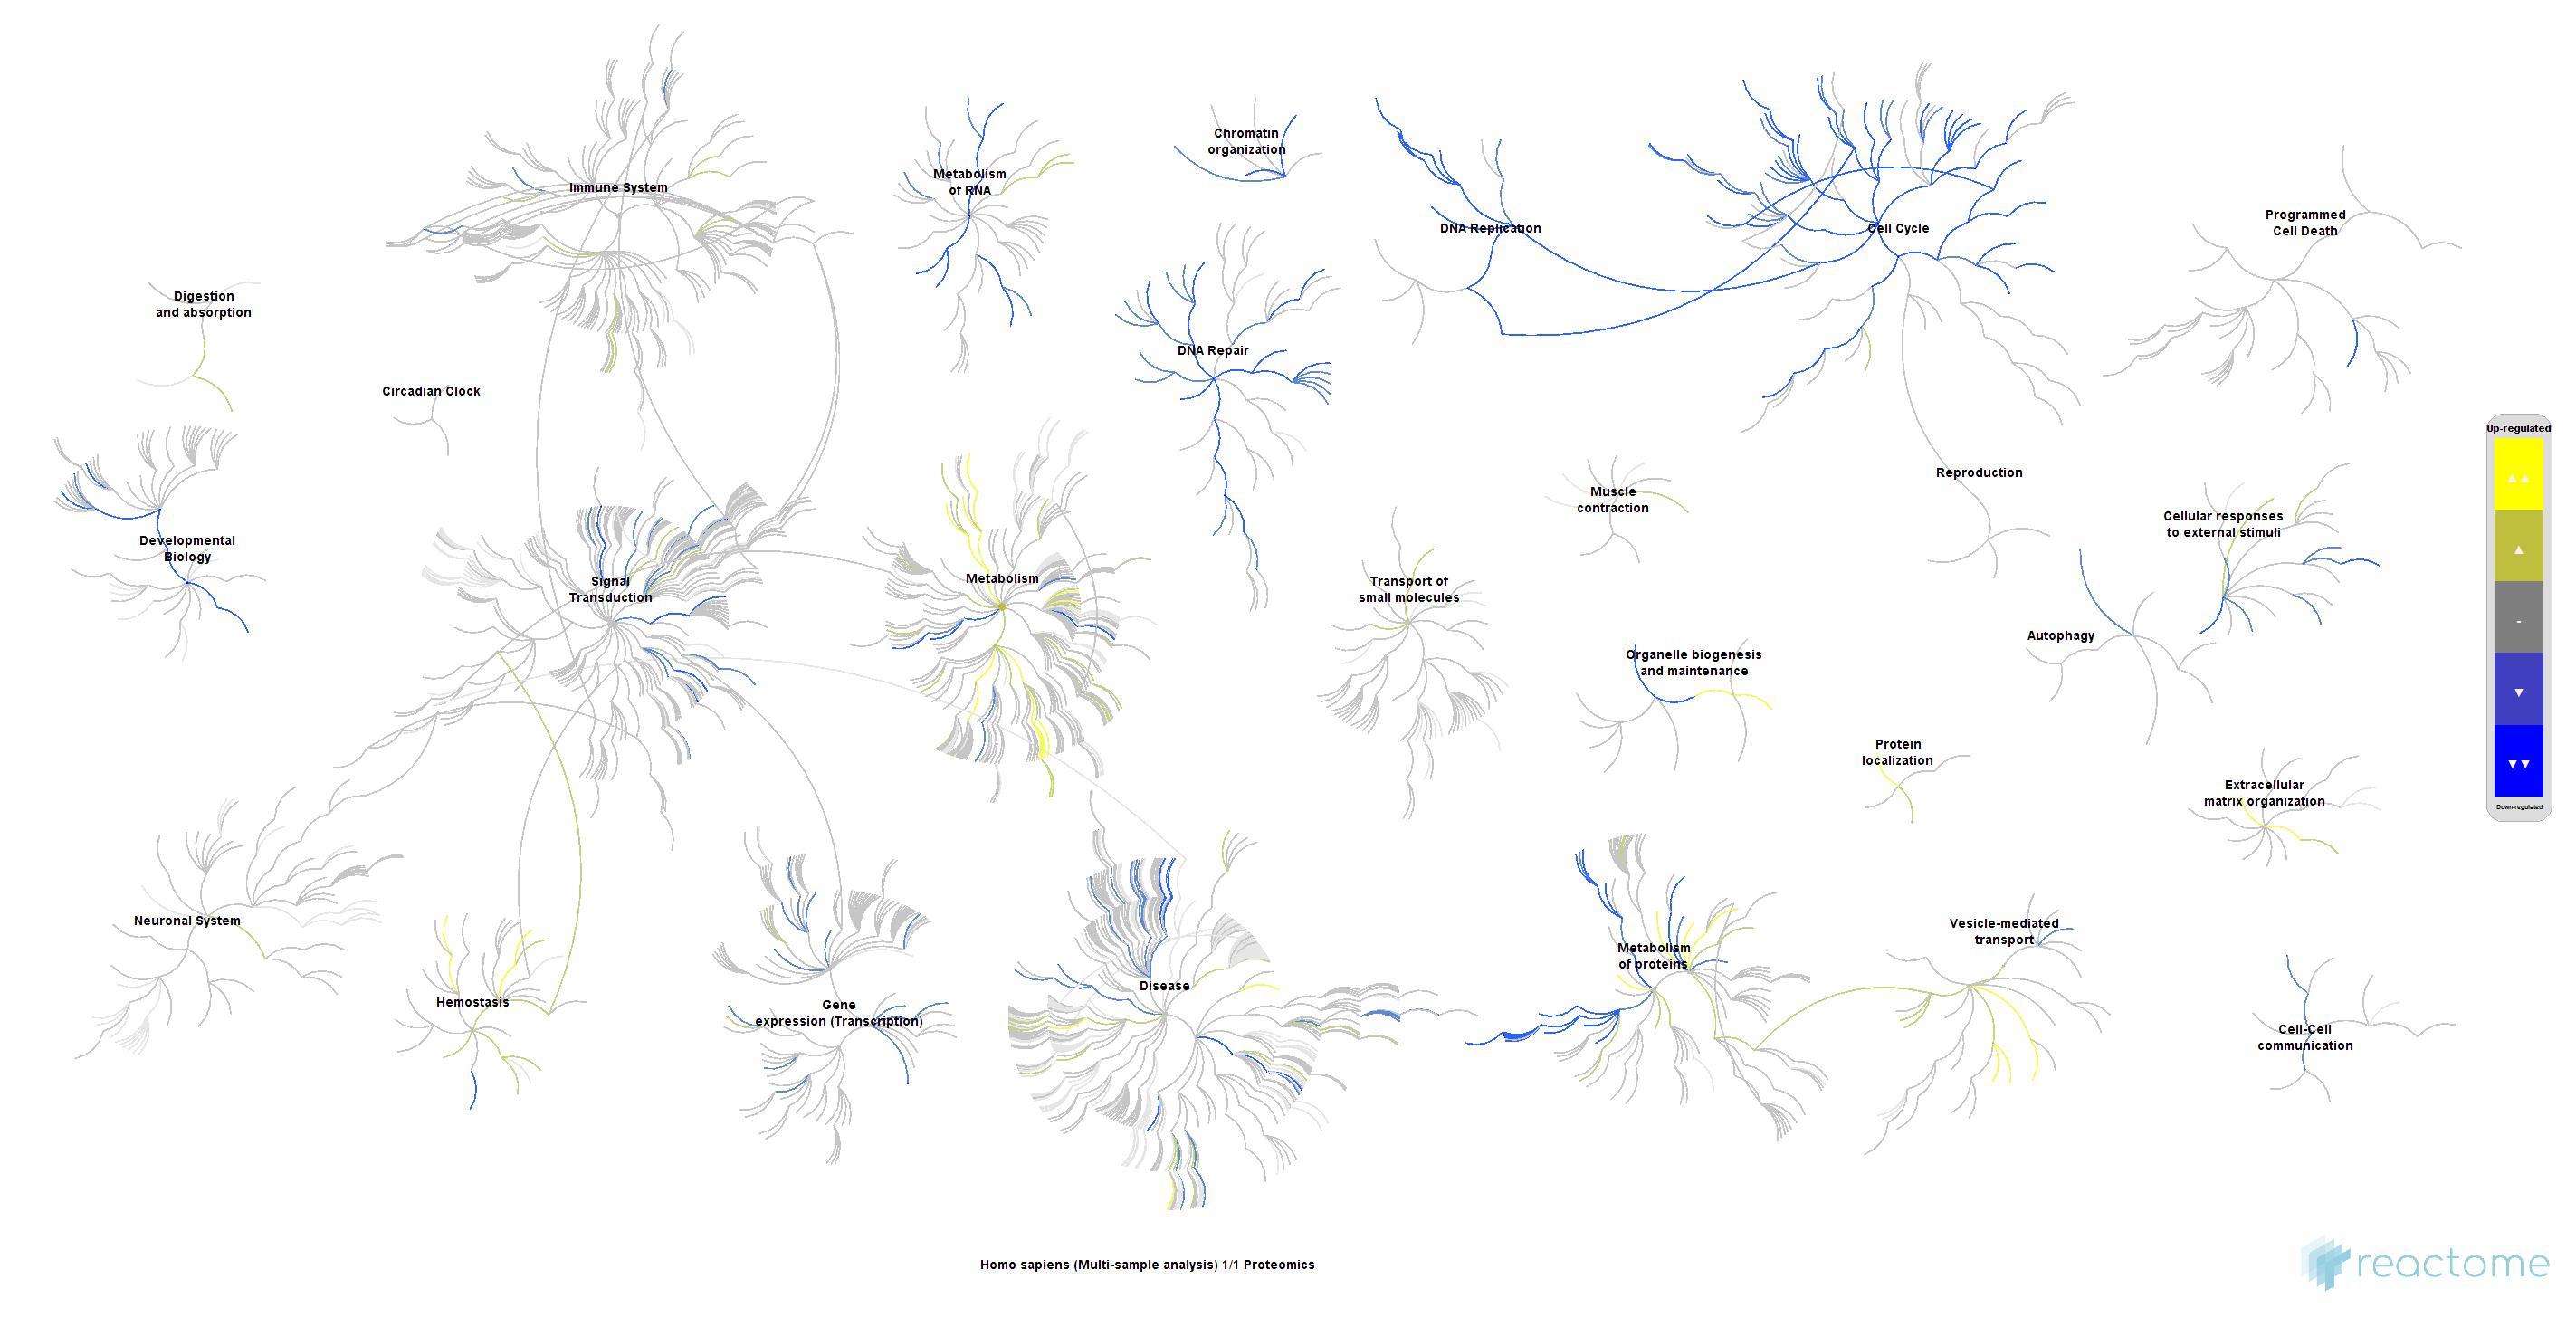 Immune System
Metabolism
of RNA
Chromatin
organization
DNA Replication
Cell Cycle
Programmed
Cell Death
Digestion
and absorption
Circadian Clock
DNA Repair
Up-regulated
-
Down-regulated
Developmental
Biology
Signal
Transduction
Metabolism
Transport of
small molecules
Muscle
contraction
Reproduction
Cellular responses
to external stimuli
Autophagy
Organelle biogenesis
and maintenance
Protein
localization
Extracellular
matrix organization
Neuronal System
Hemostasis
Gene
expression (Transcription)
Disease
Metabolism
of proteins
Vesicle-mediated
transport
Cell-Cell
communication
Homo sapiens (Multi-sample analysis) 1/1 Proteomics
reactome